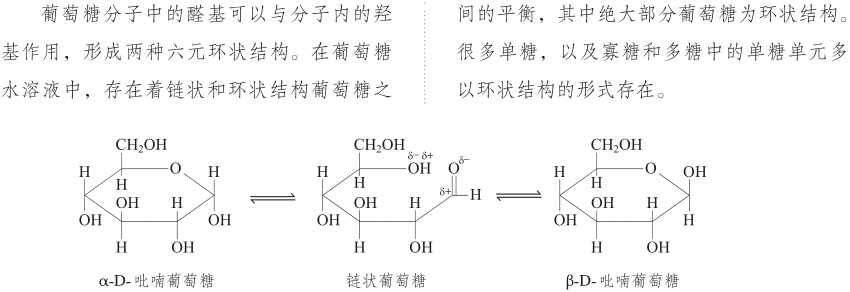 葡萄糖分子中的醛基可以与分子内的羟
基作用，形成两种六元环状结构。在葡萄糖
水溶液中，存在着链状和环状结构葡萄糖之
间的平衡，其中绝大部分葡萄糖为环状结构。
很多单糖，以及寡糖和多糖中的单糖单元多
以环状结构的形式存在。
CH₂OH
H O H
H
OH H
OH OH
H OH
α-D-吡喃葡萄糖
CH₂OH
δ− δ+ δ−
H OH O
H δ+ H
OH H
OH
H OH
链状葡萄糖
CH₂OH
H O OH
H
OH H
OH H
H OH
β-D-吡喃葡萄糖